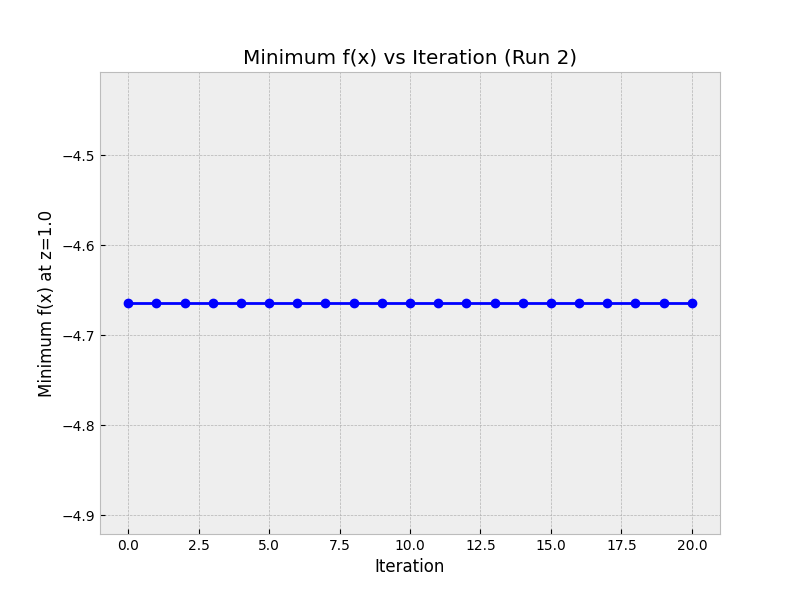 Minimum f(x) vs Iteration (Run 2)
Minimum f(x) at z=1.0
−4.5
−4.6
−4.7
−4.8
−4.9
0.0 2.5 5.0 7.5 10.0 12.5 15.0 17.5 20.0
Iteration